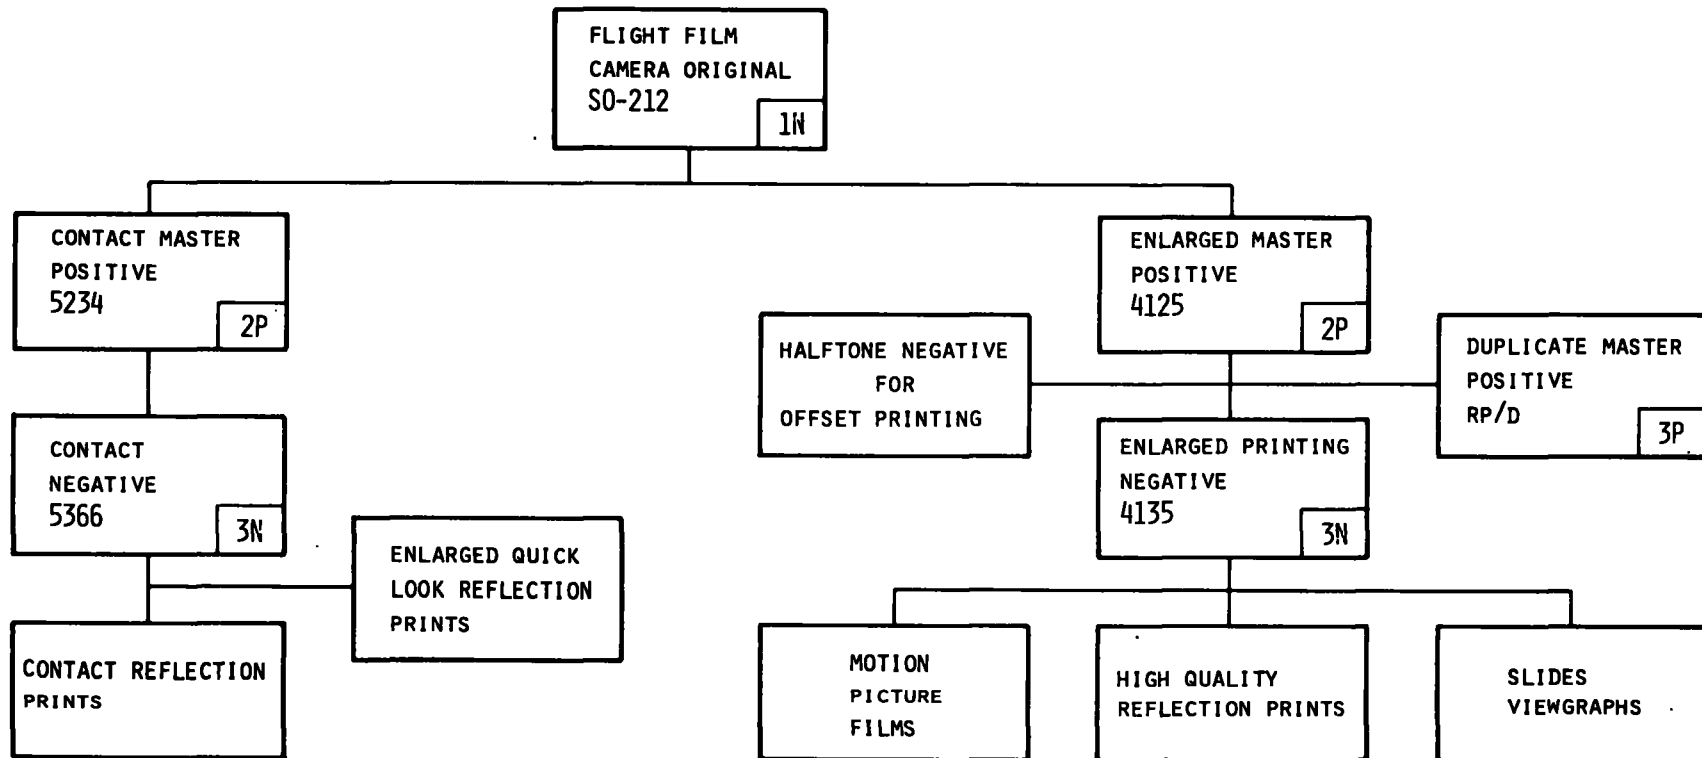 FLIGHT FILM
CAMERA ORIGINAL
SO-212
1N
CONTACT MASTER
POSITIVE
5234
2P
ENLARGED MASTER
POSITIVE
4125
2P
HALFTONE NEGATIVE
FOR
OFFSET PRINTING
DUPLICATE MASTER
POSITIVE
RP/D
3P
CONTACT
NEGATIVE
5366
3N
ENLARGED PRINTING
NEGATIVE
4135
3N
ENLARGED QUICK
LOOK REFLECTION
PRINTS
CONTACT REFLECTION
PRINTS
MOTION
PICTURE
FILMS
HIGH QUALITY
REFLECTION PRINTS
SLIDES
VIEWGRAPHS